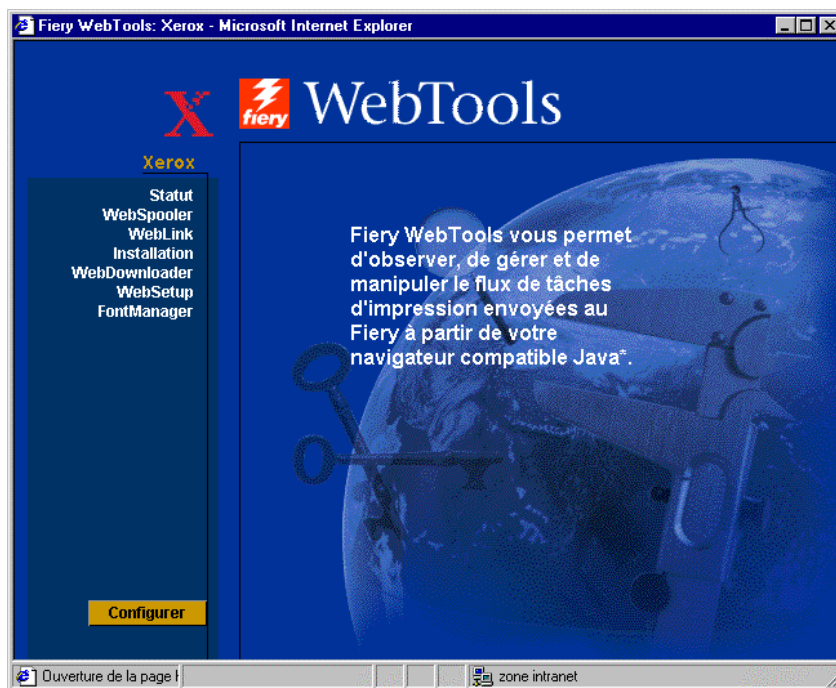 Fiery WebTools: Xerox - Microsoft Internet Explorer
X
fiery
WebTools
Xerox
Statut
WebSpooler
WebLink
Installation
WebDownloader
WebSetup
FontManager
Fiery WebTools vous permet
d'observer, de gérer et de
manipuler le flux de tâches
d'impression envoyées au
Fiery à partir de votre
navigateur compatible Java*.
Configurer
Ouverture de la page
zone intranet